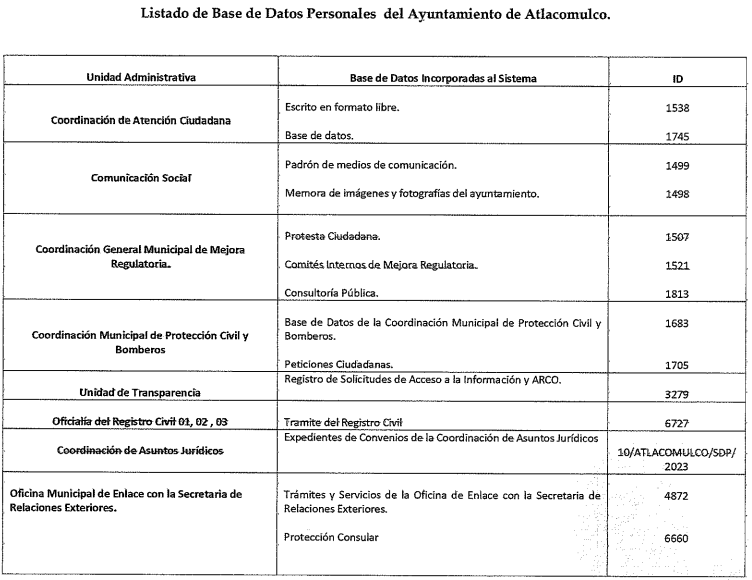 Listado de Base de Datos Personales del Ayuntamiento de Atlacomulco.
Unidad Administrativa
Base de Datos Incorporadas al Sistema
ID
Coordinación de Atención Ciudadana
Escrito en formato libre.
1538
Base de datos.
1745
Comunicación Social
Padrón de medios de comunicación.
1499
Memora de imágenes y fotografías del ayuntamiento.
1498
Coordinación General Municipal de Mejora
Regulatoria.
Protesta Ciudadana.
1507
Comités Internos de Mejora Regulatoria.
1521
Consultoría Pública.
1813
Coordinación Municipal de Protección Civil y
Bomberos
Base de Datos de la Coordinación Municipal de Protección Civil y
Bomberos.
1683
Peticiones Ciudadanas.
1705
Unidad de Transparencia
Registro de Solicitudes de Acceso a la Información y ARCO.
3279
Oficialía del Registro Civil 01, 02 , 03
Tramite del Registro Civil
6727
Coordinación de Asuntos Jurídicos
Expedientes de Convenios de la Coordinación de Asuntos Jurídicos
10/ATLACOMULCO/SDP/
2023
Oficina Municipal de Enlace con la Secretaria de
Relaciones Exteriores.
Trámites y Servicios de la Oficina de Enlace con la Secretaria de
Relaciones Exteriores.
4872
Protección Consular
6660